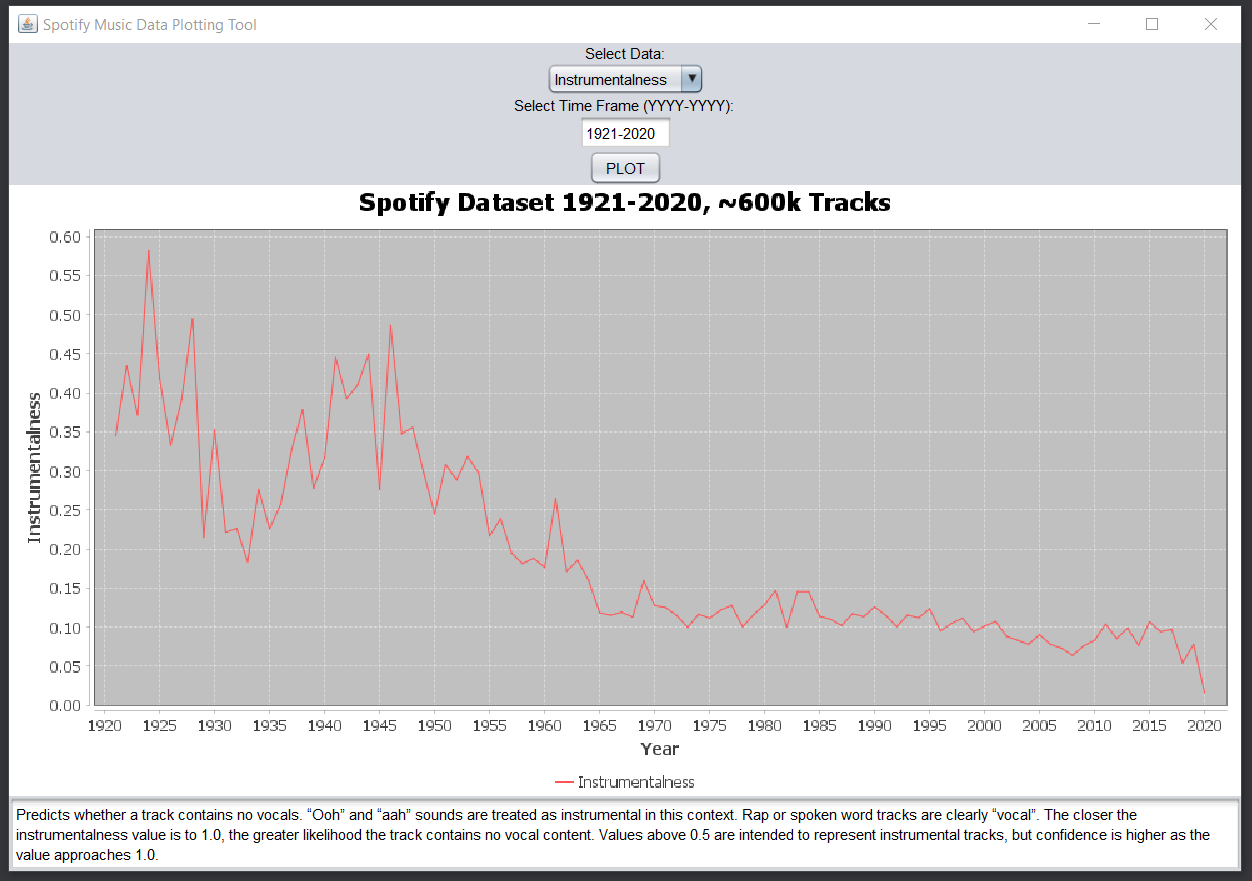 Spotify Music Data Plotting Tool
Select Data:
Instrumentalness
Select Time Frame (YYYY-YYYY):
1921-2020
PLOT
Spotify Dataset 1921-2020, ~600k Tracks
0.60
0.55
0.50
0.45
0.40
0.35
0.30
0.25
0.20
0.15
0.10
0.05
0.00
Instrumentalness
1920 1925 1930 1935 1940 1945 1950 1955 1960 1965 1970 1975 1980 1985 1990 1995 2000 2005 2010 2015 2020
Year
Instrumentalness
Predicts whether a track contains no vocals. “Ooh” and “aah” sounds are treated as instrumental in this context. Rap or spoken word tracks are clearly “vocal”. The closer the
instrumentalness value is to 1.0, the greater likelihood the track contains no vocal content. Values above 0.5 are intended to represent instrumental tracks, but confidence is higher as the
value approaches 1.0.